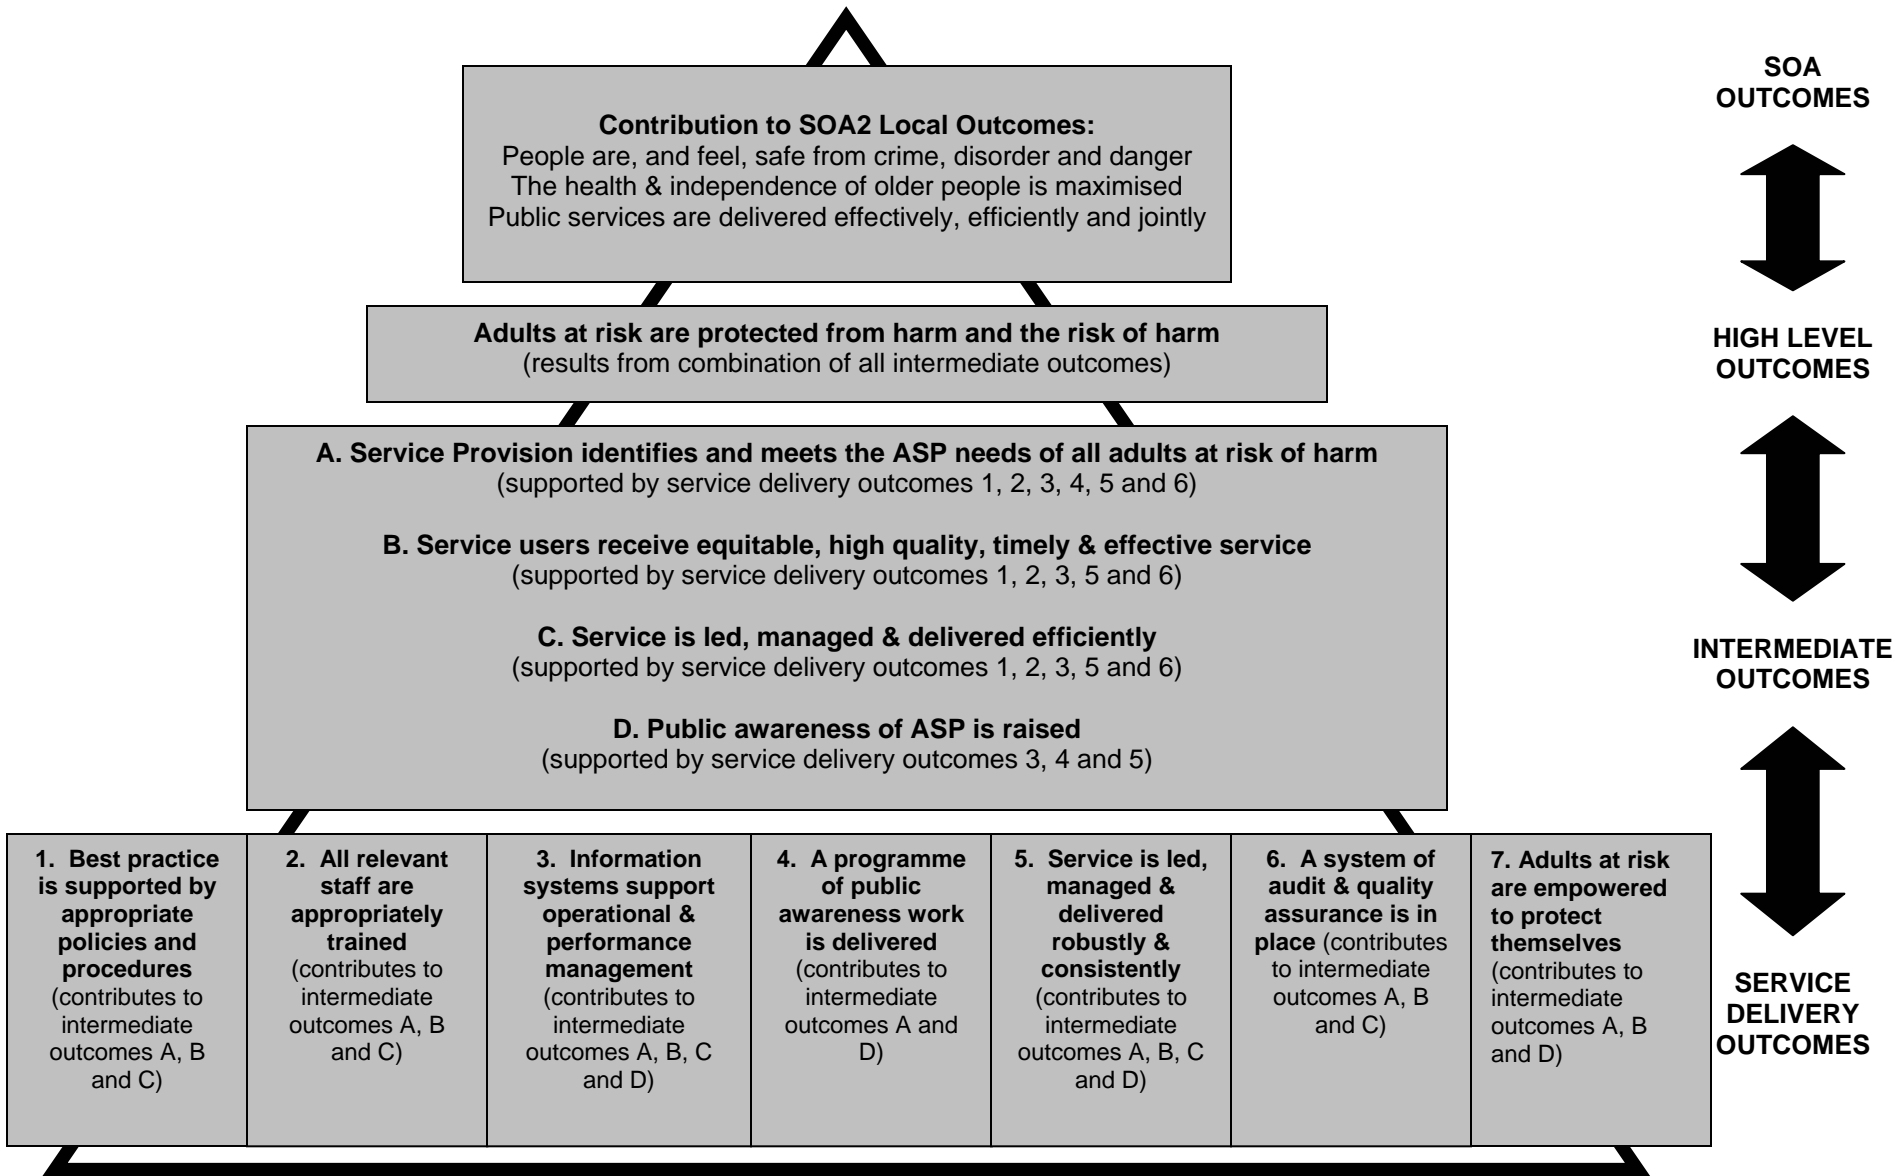 Contribution to SOA2 Local Outcomes:
People are, and feel, safe from crime, disorder and danger
The health & independence of older people is maximised
Public services are delivered effectively, efficiently and jointly
Adults at risk are protected from harm and the risk of harm
(results from combination of all intermediate outcomes)
A. Service Provision identifies and meets the ASP needs of all adults at risk of harm
(supported by service delivery outcomes 1, 2, 3, 4, 5 and 6)
B. Service users receive equitable, high quality, timely & effective service
(supported by service delivery outcomes 1, 2, 3, 5 and 6)
C. Service is led, managed & delivered efficiently
(supported by service delivery outcomes 1, 2, 3, 5 and 6)
D. Public awareness of ASP is raised
(supported by service delivery outcomes 3, 4 and 5)
1. Best practice
is supported by
appropriate
policies and
procedures
(contributes to
intermediate
outcomes A, B
and C)
2. All relevant
staff are
appropriately
trained
(contributes to
intermediate
outcomes A, B
and C)
3. Information
systems support
operational &
performance
management
(contributes to
intermediate
outcomes A, B, C
and D)
4. A programme
of public
awareness work
is delivered
(contributes to
intermediate
outcomes A and
D)
5. Service is led,
managed &
delivered
robustly &
consistently
(contributes to
intermediate
outcomes A, B, C
and D)
6. A system of
audit & quality
assurance is in
place (contributes
to intermediate
outcomes A, B
and C)
7. Adults at risk
are empowered
to protect
themselves
(contributes to
intermediate
outcomes A, B
and D)
SOA
OUTCOMES
HIGH LEVEL
OUTCOMES
INTERMEDIATE
OUTCOMES
SERVICE
DELIVERY
OUTCOMES